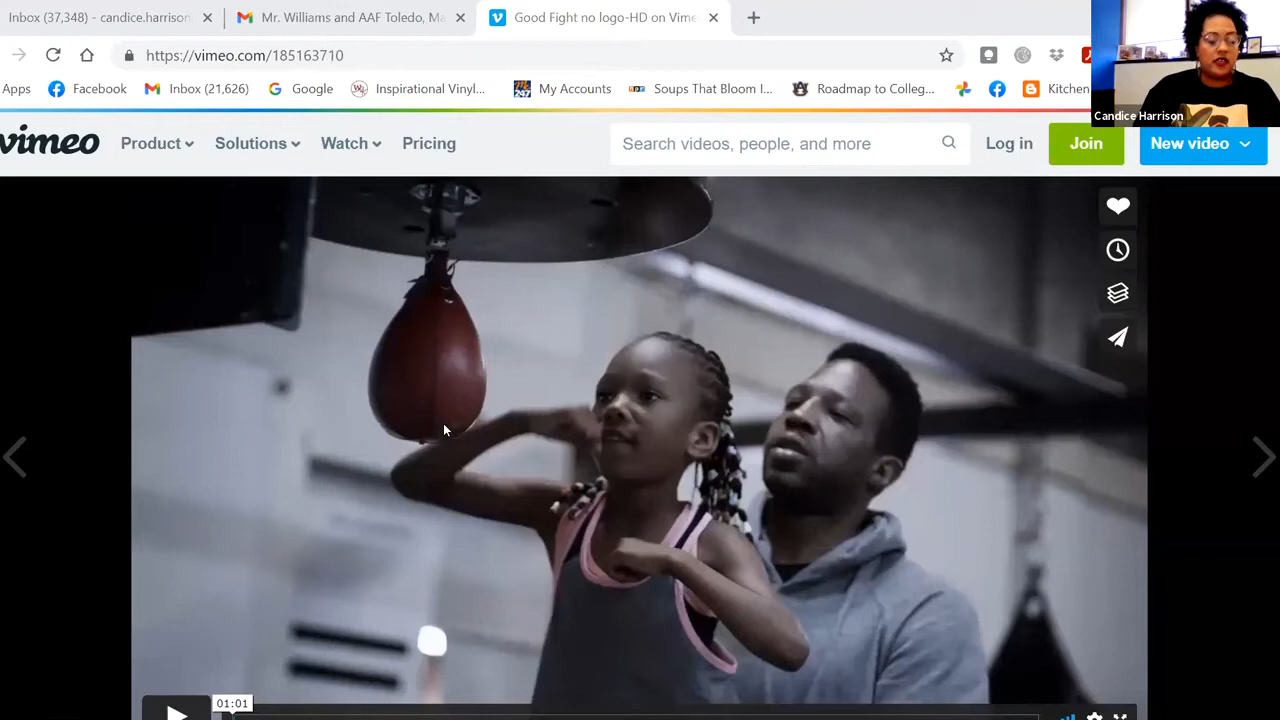 Inbox (37,348) - candice.harrison
Mr. Williams and AAF Toledo, Ma
Good Fight no logo-HD on Vime
https://vimeo.com/185163710
Apps
Facebook
Inbox (21,626)
Google
Inspirational Vinyl...
My Accounts
Soups That Bloom I...
Roadmap to Colleg...
Kitchen
Candice Harrison
vimeo
Product
Solutions
Watch
Pricing
Search videos, people, and more
Log in
Join
New video
01:01